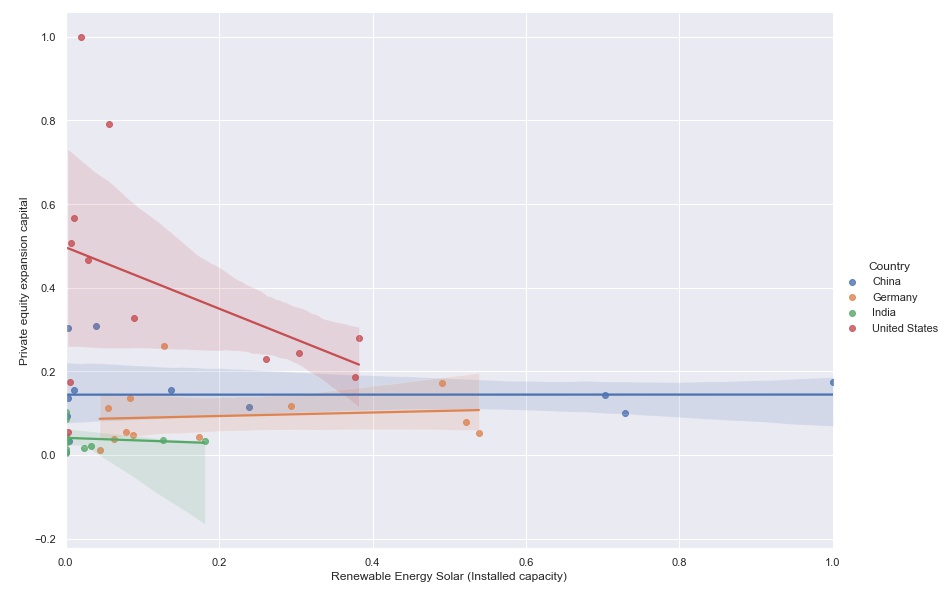 1.0
0.8
0.6
0.4
0.2
0.0
−0.2
Private equity expansion capital
0.0 0.2 0.4 0.6 0.8 1.0
Renewable Energy Solar (Installed capacity)
Country
China
Germany
India
United States